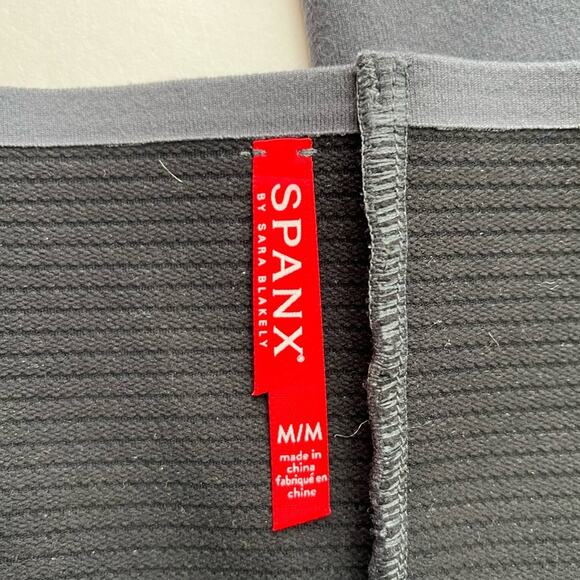 SPANX®
BY SARA BLAKELY
M/M
made in
china
fabriqué en
chine